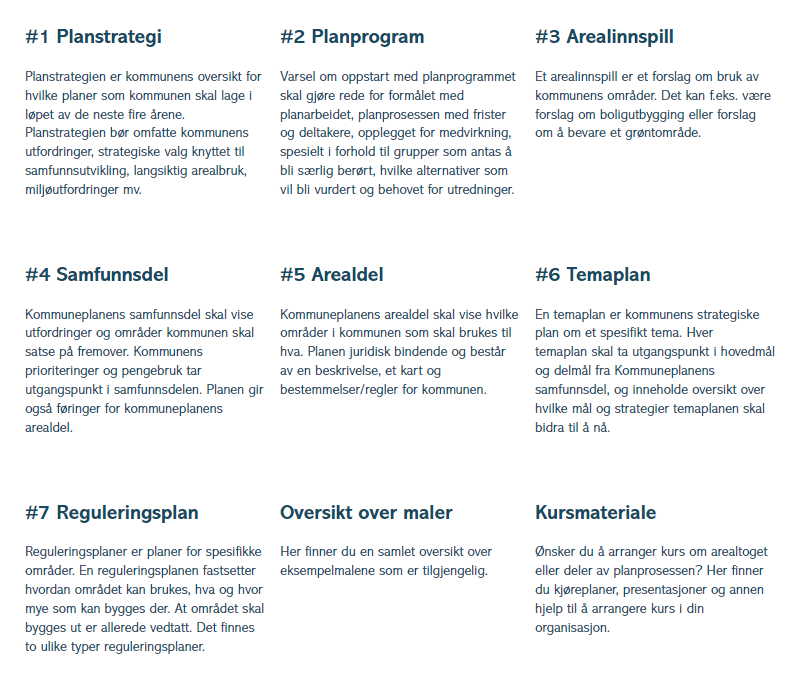 #1 Planstrategi
Planstrategien er kommunens oversikt for
hvilke planer som kommunen skal lage i
løpet av de neste fire årene.
Planstrategien bør omfatte kommunens
utfordringer, strategiske valg knyttet til
samfunnsutvikling, langsiktig arealbruk,
miljøutfordringer mv.
#2 Planprogram
Varsel om oppstart med planprogrammet
skal gjøre rede for formålet med
planarbeidet, planprosessen med frister
og deltakere, opplegget for medvirkning,
spesielt i forhold til grupper som antas å
bli særlig berørt, hvilke alternativer som
vil bli vurdert og behovet for utredninger.
#3 Arealinnspill
Et arealinnspill er et forslag om bruk av
kommunens områder. Det kan f.eks. være
forslag om boligutbygging eller forslag
om å bevare et grøntområde.
#4 Samfunnsdel
Kommuneplanens samfunnsdel skal vise
utfordringer og områder kommunen skal
satse på fremover. Kommunens
prioriteringer og pengebruk tar
utgangspunkt i samfunnsdelen. Planen gir
også føringer for kommuneplanens
arealdel.
#5 Arealdel
Kommuneplanens arealdel skal vise hvilke
områder i kommunen som skal brukes til
hva. Planen juridisk bindende og består
av en beskrivelse, et kart og
bestemmelser/regler for kommunen.
#6 Temaplan
En temaplan er kommunens strategiske
plan om et spesifikt tema. Hver
temaplan skal ta utgangspunkt i hovedmål
og delmål fra Kommuneplanens
samfunnsdel, og inneholde oversikt over
hvilke mål og strategier temaplanen skal
bidra til å nå.
#7 Reguleringsplan
Reguleringsplaner er planer for spesifikke
områder. En reguleringsplanen fastsetter
hvordan området kan brukes, hva og hvor
mye som kan bygges der. At området skal
bygges ut er allerede vedtatt. Det finnes
to ulike typer reguleringsplaner.
Oversikt over maler
Her finner du en samlet oversikt over
eksempelmalene som er tilgjengelig.
Kursmateriale
Ønsker du å arranger kurs om arealtoget
eller deler av planprosessen? Her finner
du kjøreplaner, presentasjoner og annen
hjelp til å arrangere kurs i din
organisasjon.